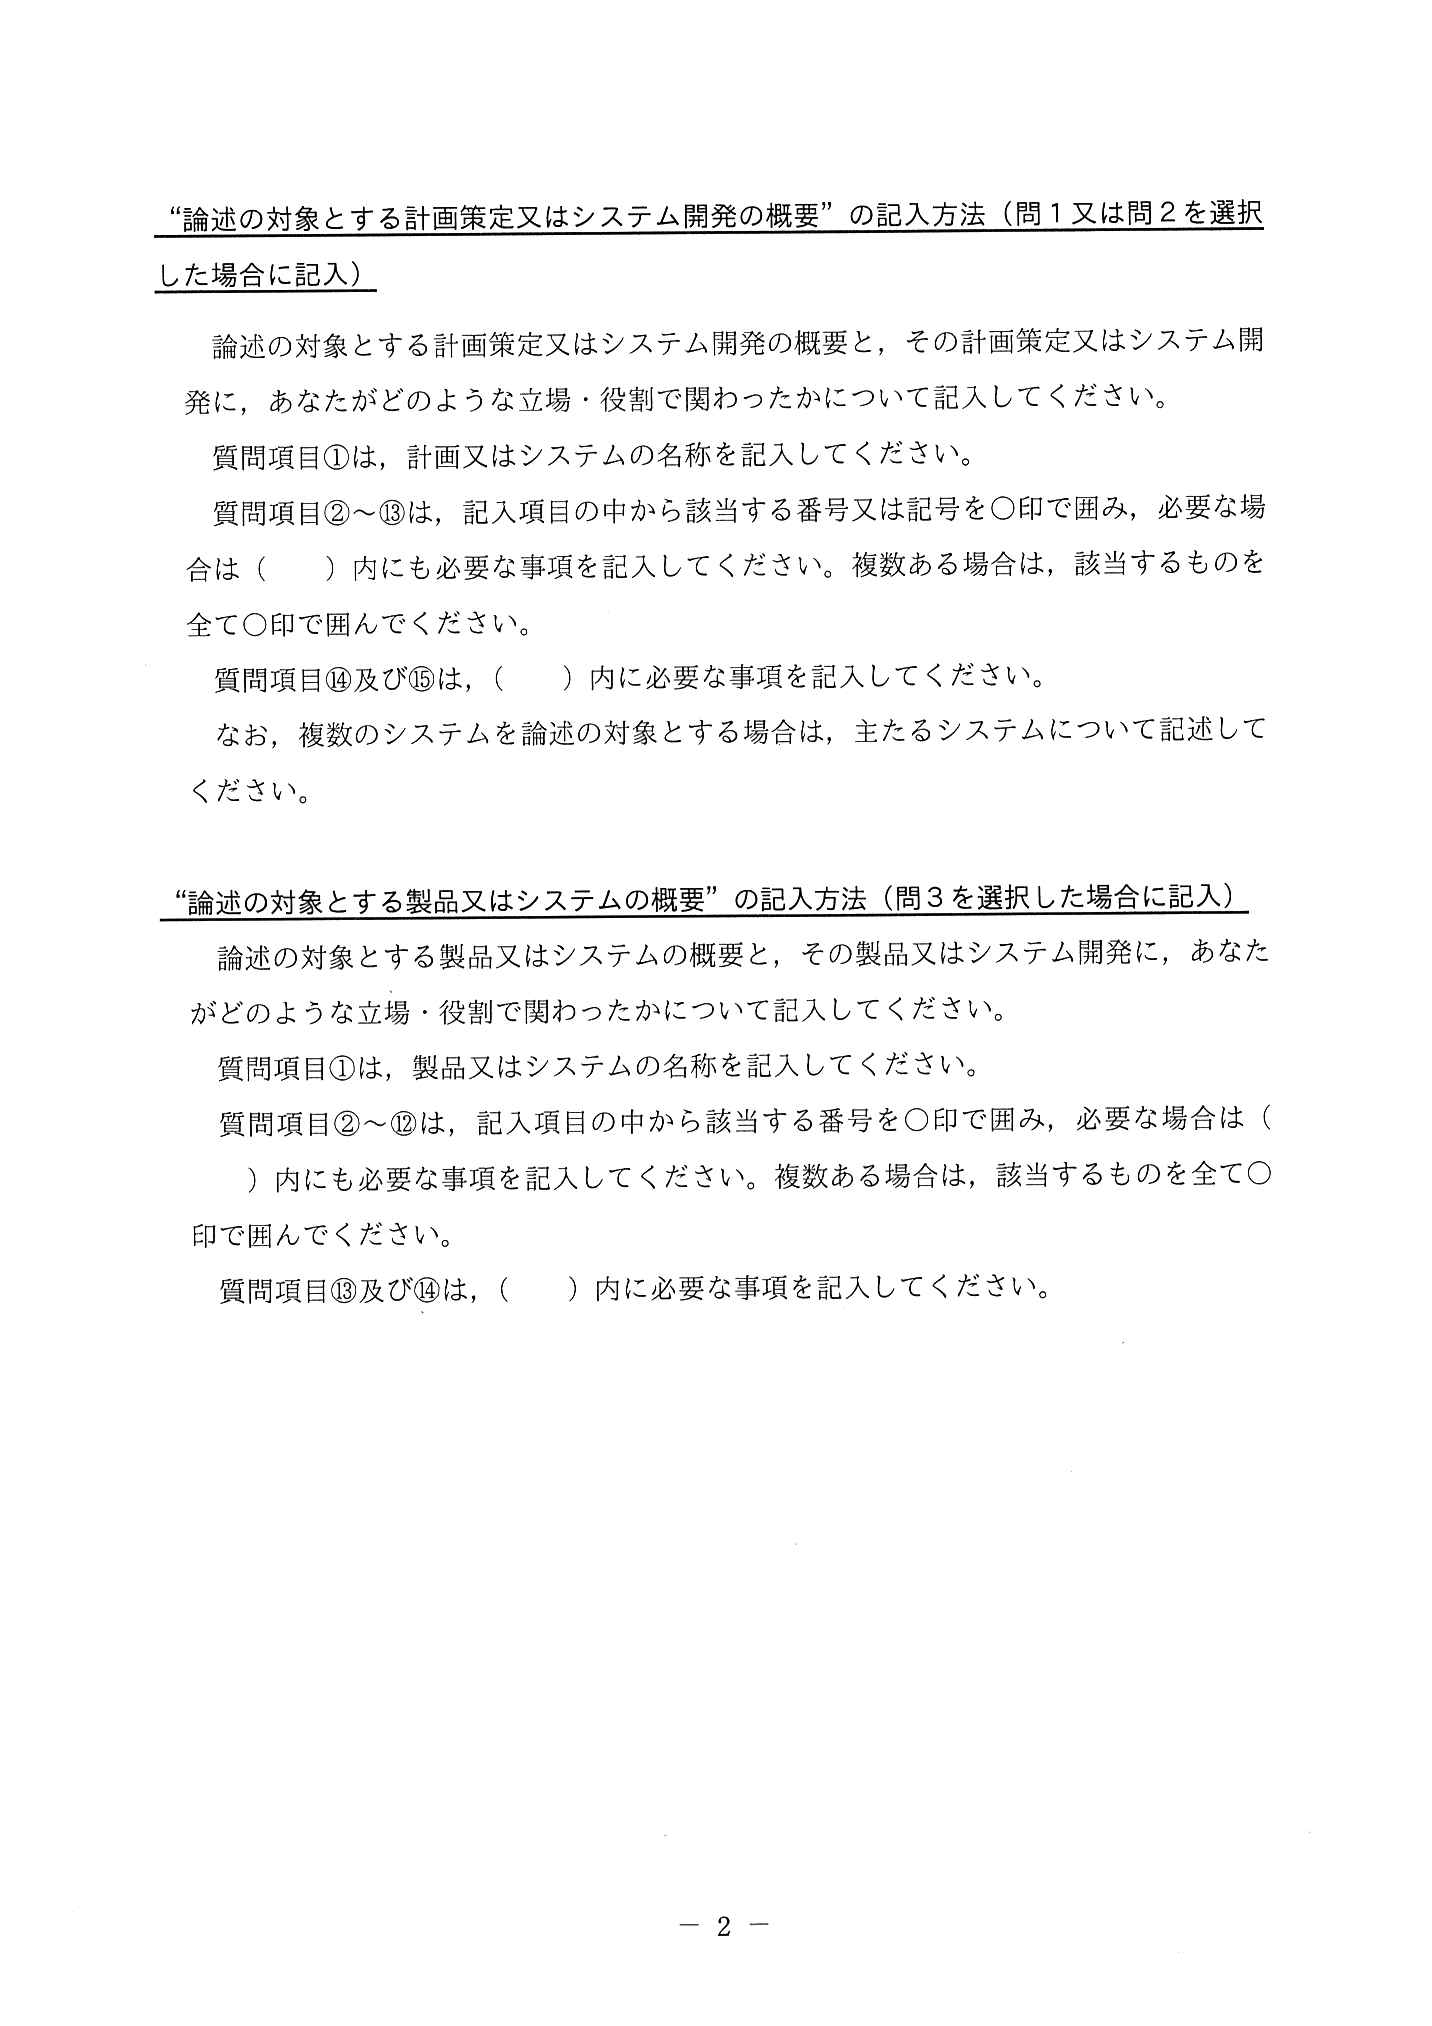 “論述の対象とする計画策定又はシステム開発の概要”の記入方法（問１又は問２を選択
した場合に記入）
論述の対象とする計画策定又はシステム開発の概要と，その計画策定又はシステム開
発に，あなたがどのような立場・役割で関わったかについて記入してください。
質問項目①は，計画又はシステムの名称を記入してください。
質問項目②～⑬は，記入項目の中から該当する番号又は記号を○印で囲み，必要な場
合は（　　）内にも必要な事項を記入してください。複数ある場合は，該当するものを
全て○印で囲んでください。
質問項目⑭及び⑮は，（　　）内に必要な事項を記入してください。
なお，複数のシステムを論述の対象とする場合は，主たるシステムについて記述して
ください。
“論述の対象とする製品又はシステムの概要”の記入方法（問３を選択した場合に記入）
論述の対象とする製品又はシステムの概要と，その製品又はシステム開発に，あなた
がどのような立場・役割で関わったかについて記入してください。
質問項目①は，製品又はシステムの名称を記入してください。
質問項目②～⑫は，記入項目の中から該当する番号を○印で囲み，必要な場合は（
　　）内にも必要な事項を記入してください。複数ある場合は，該当するものを全て○
印で囲んでください。
質問項目⑬及び⑭は，（　　）内に必要な事項を記入してください。
－ 2 －